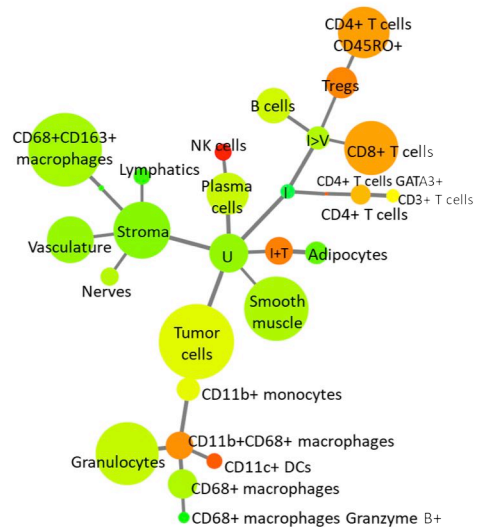 CD4+ T cells
CD45RO+
Tregs
B cells
I>V
CD8+ T cells
CD68+CD163+
macrophages
NK cells
Lymphatics
Plasma
cells
I
CD4+ T cells GATA3+
CD3+ T cells
CD4+ T cells
Stroma
Vasculature
U
I+T
Adipocytes
Nerves
Smooth
muscle
Tumor
cells
CD11b+ monocytes
CD11b+CD68+ macrophages
Granulocytes
CD11c+ DCs
CD68+ macrophages
CD68+ macrophages Granzyme B+